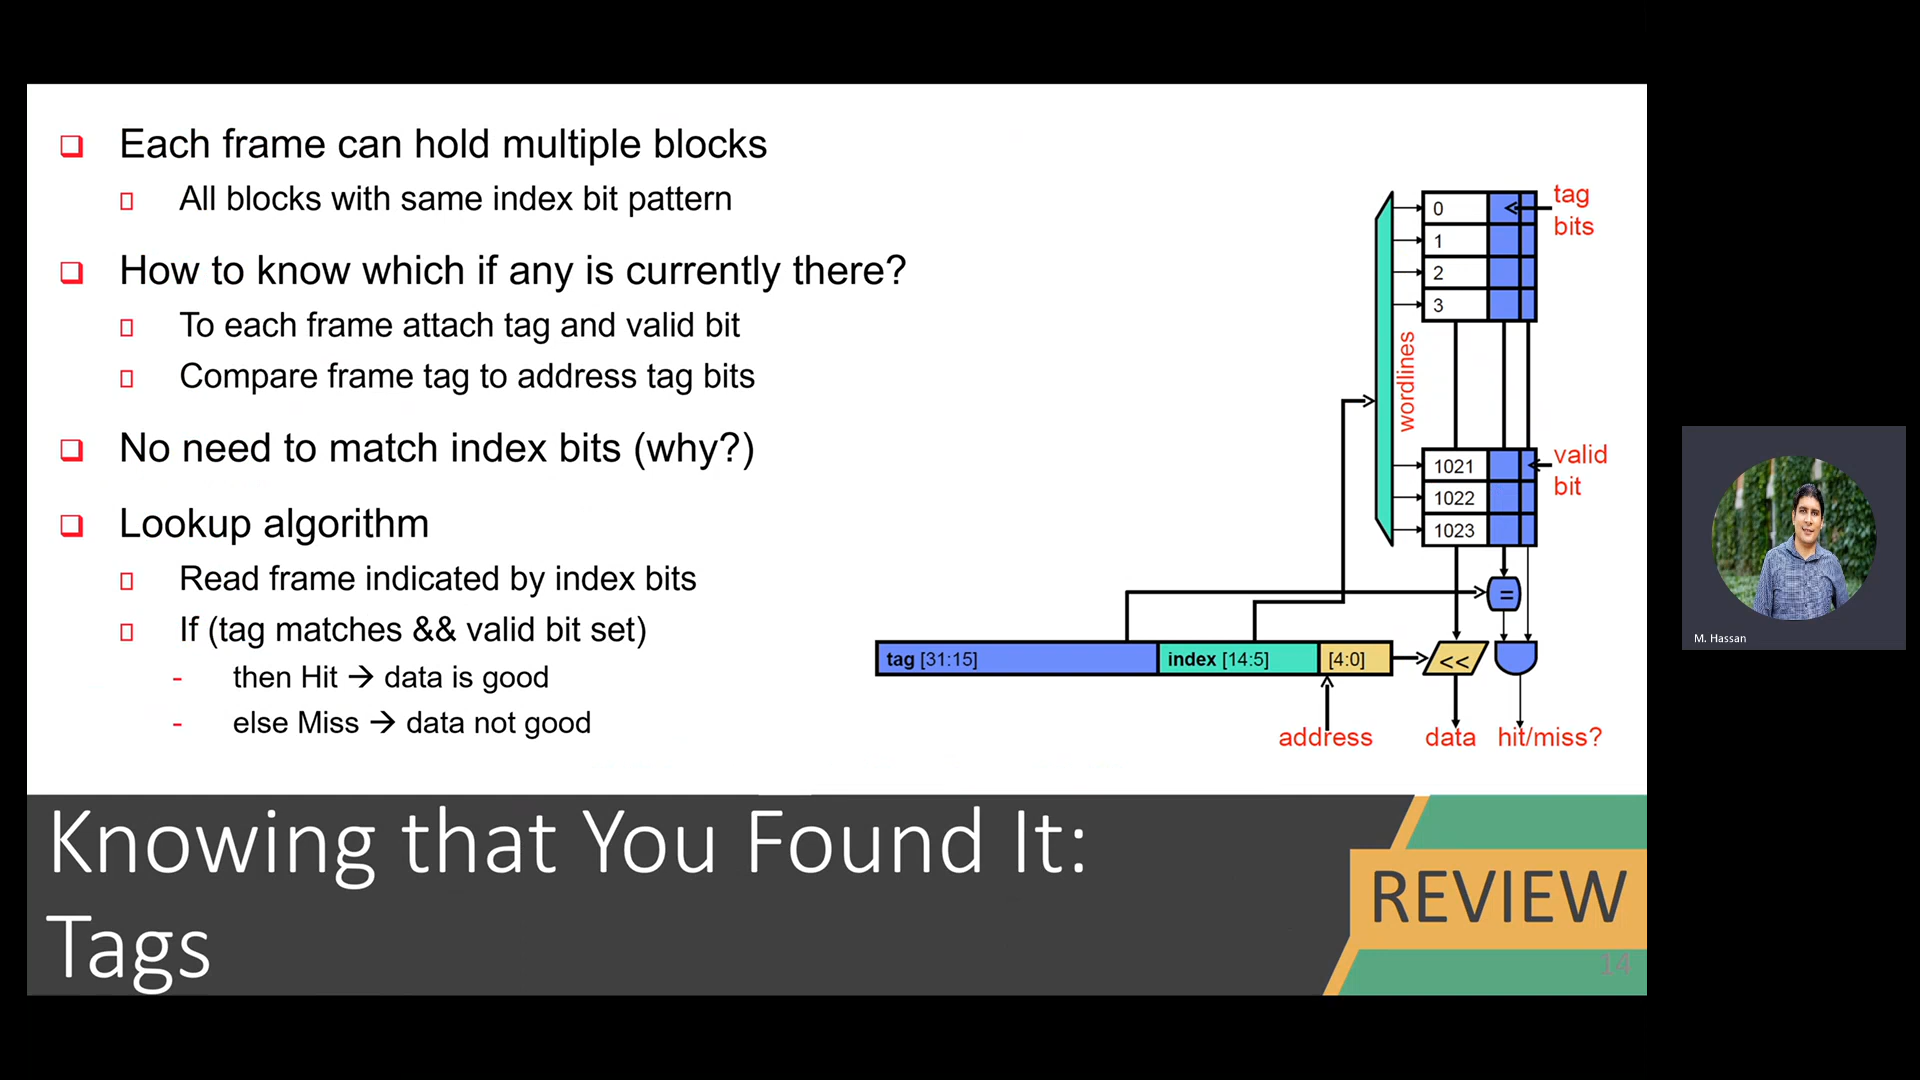 Each frame can hold multiple blocks
All blocks with same index bit pattern
How to know which if any is currently there?
To each frame attach tag and valid bit
Compare frame tag to address tag bits
No need to match index bits (why?)
Lookup algorithm
Read frame indicated by index bits
If (tag matches && valid bit set)
- then Hit → data is good
- else Miss → data not good
0
1
2
3
tag
bits
wordlines
1021
1022
1023
valid
bit
=
tag [31:15]
index [14:5]
[4:0]
<<
address
data
hit/miss?
Knowing that You Found It:
Tags
REVIEW
14
M. Hassan